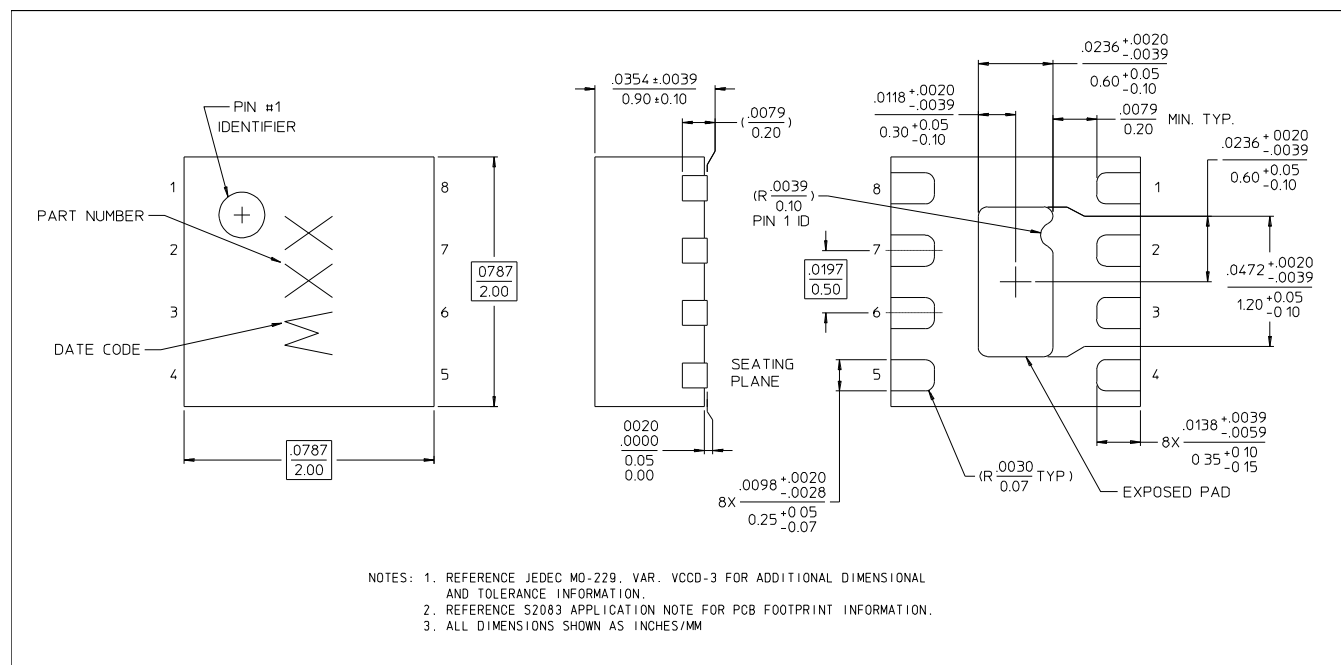 PIN #1
IDENTIFIER
PART NUMBER
DATE CODE
1
2
3
4
8
7
6
5
.0787
2.00
.0787
2.00
.0354 ±.0039
0.90 ±0.10
( .0079
0.20 )
SEATING
PLANE
0020
.0000
0.05
0.00
.0236 +.0020
-.0039
0.60 +0.05
-0.10
.0118 +.0020
-.0039
0.30 +0.05
-0.10
.0079
0.20 MIN. TYP.
.0236 +.0020
-.0039
0.60 +0.05
-0.10
(R .0039
0.10 )
PIN 1 ID
.0197
0.50
8
7
6
5
1
2
3
4
.0472 +.0020
-.0039
1.20 +0.05
-0 10
8X .0138 +.0039
-.0059
0 35 +0 10
-0 15
8X .0098 +.0020
-.0028
0.25 +0 05
-0.07
(R .0030
0.07 TYP)
EXPOSED PAD
NOTES: 1. REFERENCE JEDEC MO-229, VAR. VCCD-3 FOR ADDITIONAL DIMENSIONAL
AND TOLERANCE INFORMATION.
2. REFERENCE S2083 APPLICATION NOTE FOR PCB FOOTPRINT INFORMATION.
3. ALL DIMENSIONS SHOWN AS INCHES/MM